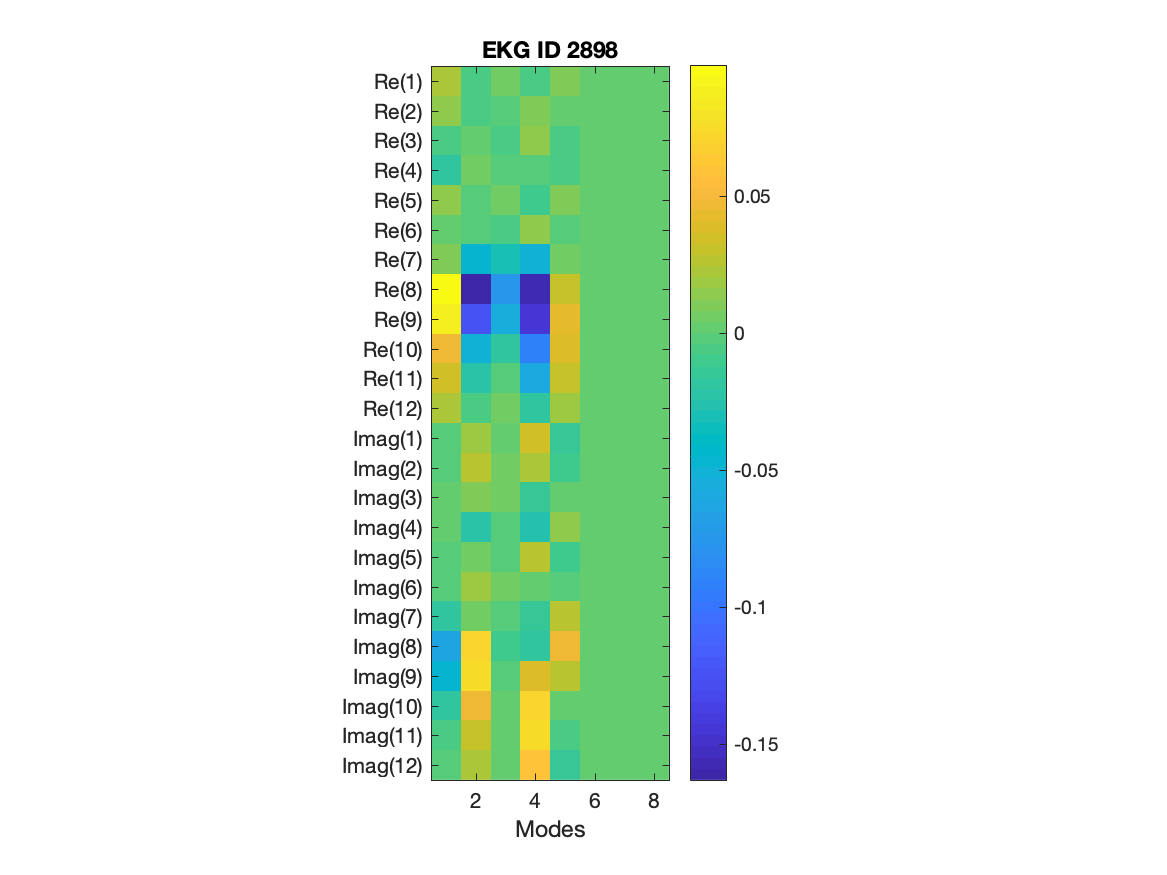 EKG ID 2898
Re(1)
Re(2)
Re(3)
Re(4)
Re(5)
Re(6)
Re(7)
Re(8)
Re(9)
Re(10)
Re(11)
Re(12)
Imag(1)
Imag(2)
Imag(3)
Imag(4)
Imag(5)
Imag(6)
Imag(7)
Imag(8)
Imag(9)
Imag(10)
Imag(11)
Imag(12)
2 4 6 8
Modes
0.05
0
-0.05
-0.1
-0.15